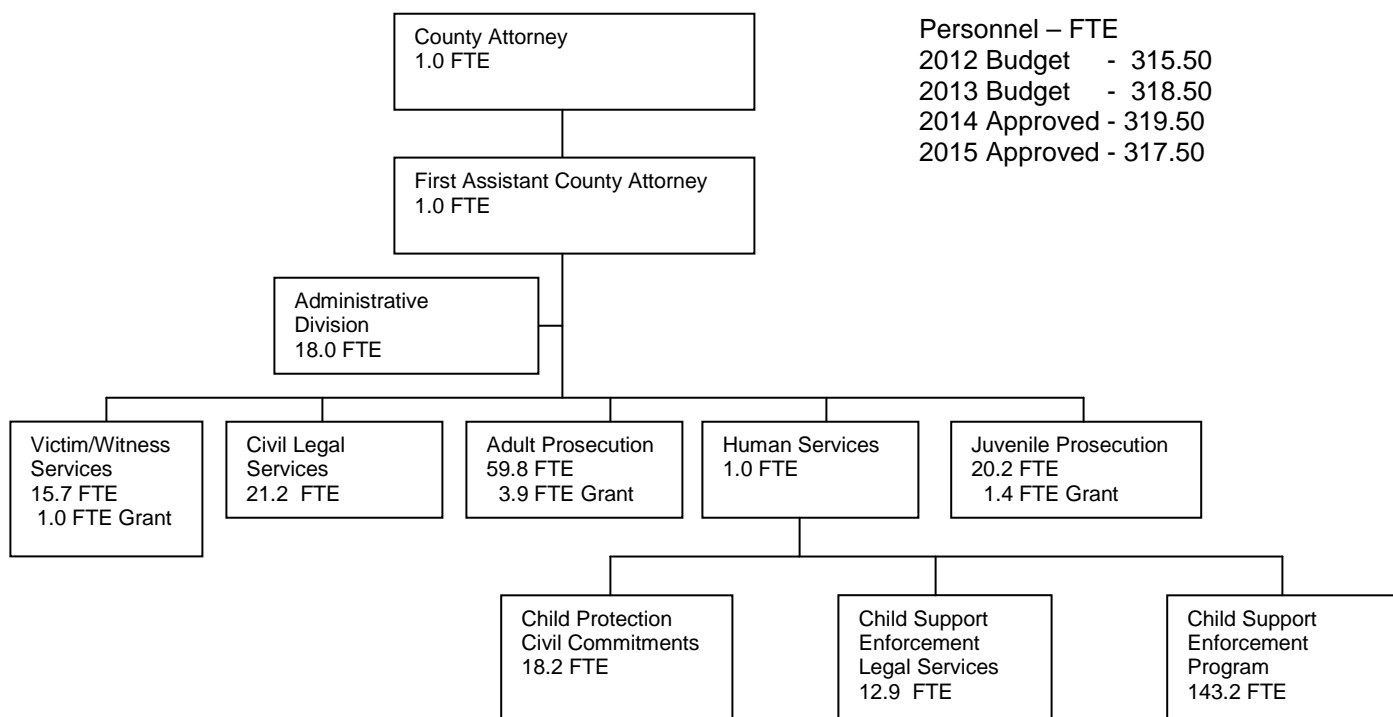 County Attorney
1.0 FTE
Personnel – FTE
2012 Budget - 315.50
2013 Budget - 318.50
2014 Approved - 319.50
2015 Approved - 317.50
First Assistant County Attorney
1.0 FTE
Administrative
Division
18.0 FTE
Victim/Witness
Services
15.7 FTE
1.0 FTE Grant
Civil Legal
Services
21.2 FTE
Adult Prosecution
59.8 FTE
3.9 FTE Grant
Human Services
1.0 FTE
Juvenile Prosecution
20.2 FTE
1.4 FTE Grant
Child Protection
Civil Commitments
18.2 FTE
Child Support
Enforcement
Legal Services
12.9 FTE
Child Support
Enforcement
Program
143.2 FTE